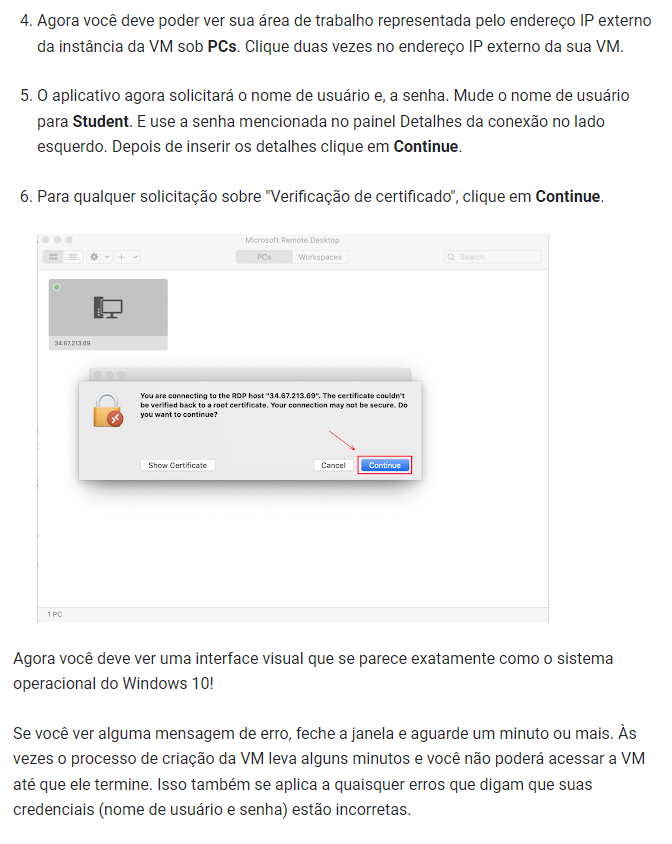 4. Agora você deve poder ver sua área de trabalho representada pelo endereço IP externo
da instância da VM sob PCs. Clique duas vezes no endereço IP externo da sua VM.
5. O aplicativo agora solicitará o nome de usuário e, a senha. Mude o nome de usuário
para Student. E use a senha mencionada no painel Detalhes da conexão no lado
esquerdo. Depois de inserir os detalhes clique em Continue.
6. Para qualquer solicitação sobre "Verificação de certificado", clique em Continue.
Microsoft Remote Desktop
PCs Workspaces
Search
34.67.213.69
You are connecting to the RDP host "34.67.213.69". The certificate couldn't
be verified back to a root certificate. Your connection may not be secure. Do
you want to continue?
Show Certificate Cancel Continue
1 PC
Agora você deve ver uma interface visual que se parece exatamente como o sistema
operacional do Windows 10!
Se você ver alguma mensagem de erro, feche a janela e aguarde um minuto ou mais. Às
vezes o processo de criação da VM leva alguns minutos e você não poderá acessar a VM
até que ele termine. Isso também se aplica a quaisquer erros que digam que suas
credenciais (nome de usuário e senha) estão incorretas.